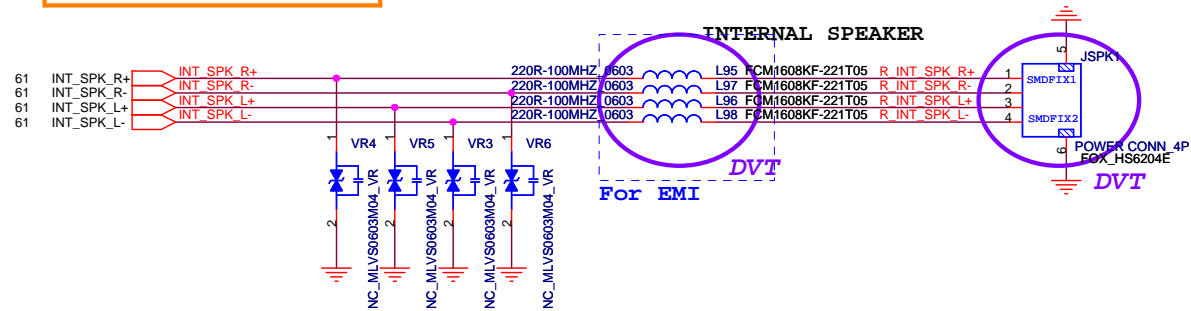 INTERNAL SPEAKER
61 INT_SPK_R+ INT_SPK_R+ 220R-100MHZ_0603 L95 FCM1608KF-221T05 R_INT_SPK_R+ 1
61 INT_SPK_R- INT_SPK_R- 220R-100MHZ_0603 L97 FCM1608KF-221T05 R_INT_SPK_R- 2
61 INT_SPK_L+ INT_SPK_L+ 220R-100MHZ_0603 L96 FCM1608KF-221T05 R_INT_SPK_L+ 3
61 INT_SPK_L- INT_SPK_L- 220R-100MHZ_0603 L98 FCM1608KF-221T05 R_INT_SPK_L- 4
5
JSPK1
SMDFIX1
SMDFIX2
6
POWER CONN_4P
FOX_HS6204E
DVT
DVT
For EMI
1 VR4 1 VR5 1 VR3 1 VR6
2 2 2 2
NC_MLVS0603M04_VR
NC_MLVS0603M04_VR
NC_MLVS0603M04_VR
NC_MLVS0603M04_VR